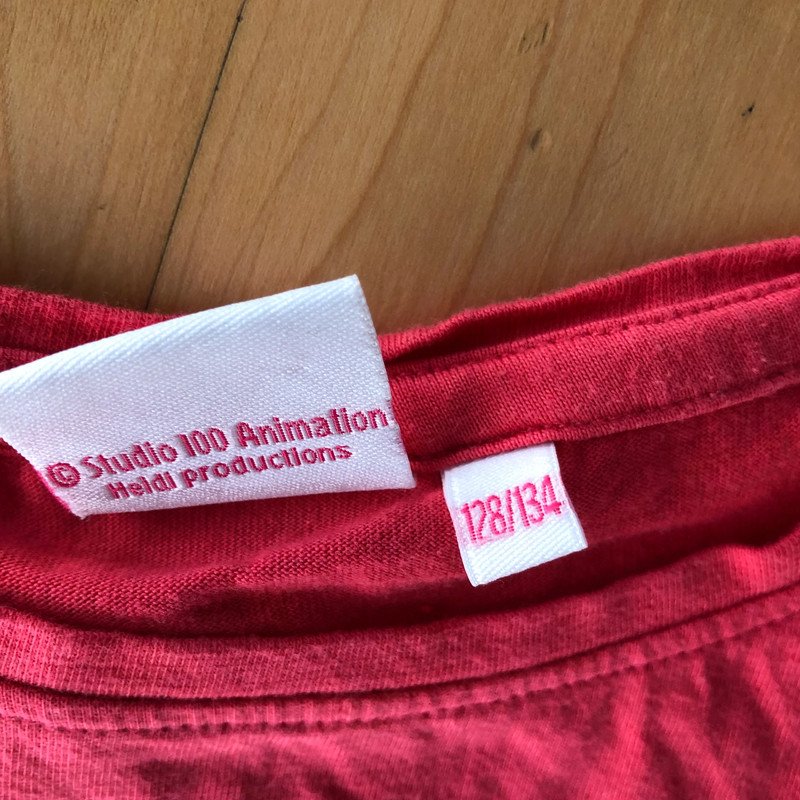 © Studio 100 Animation
Heidi productions
128/134